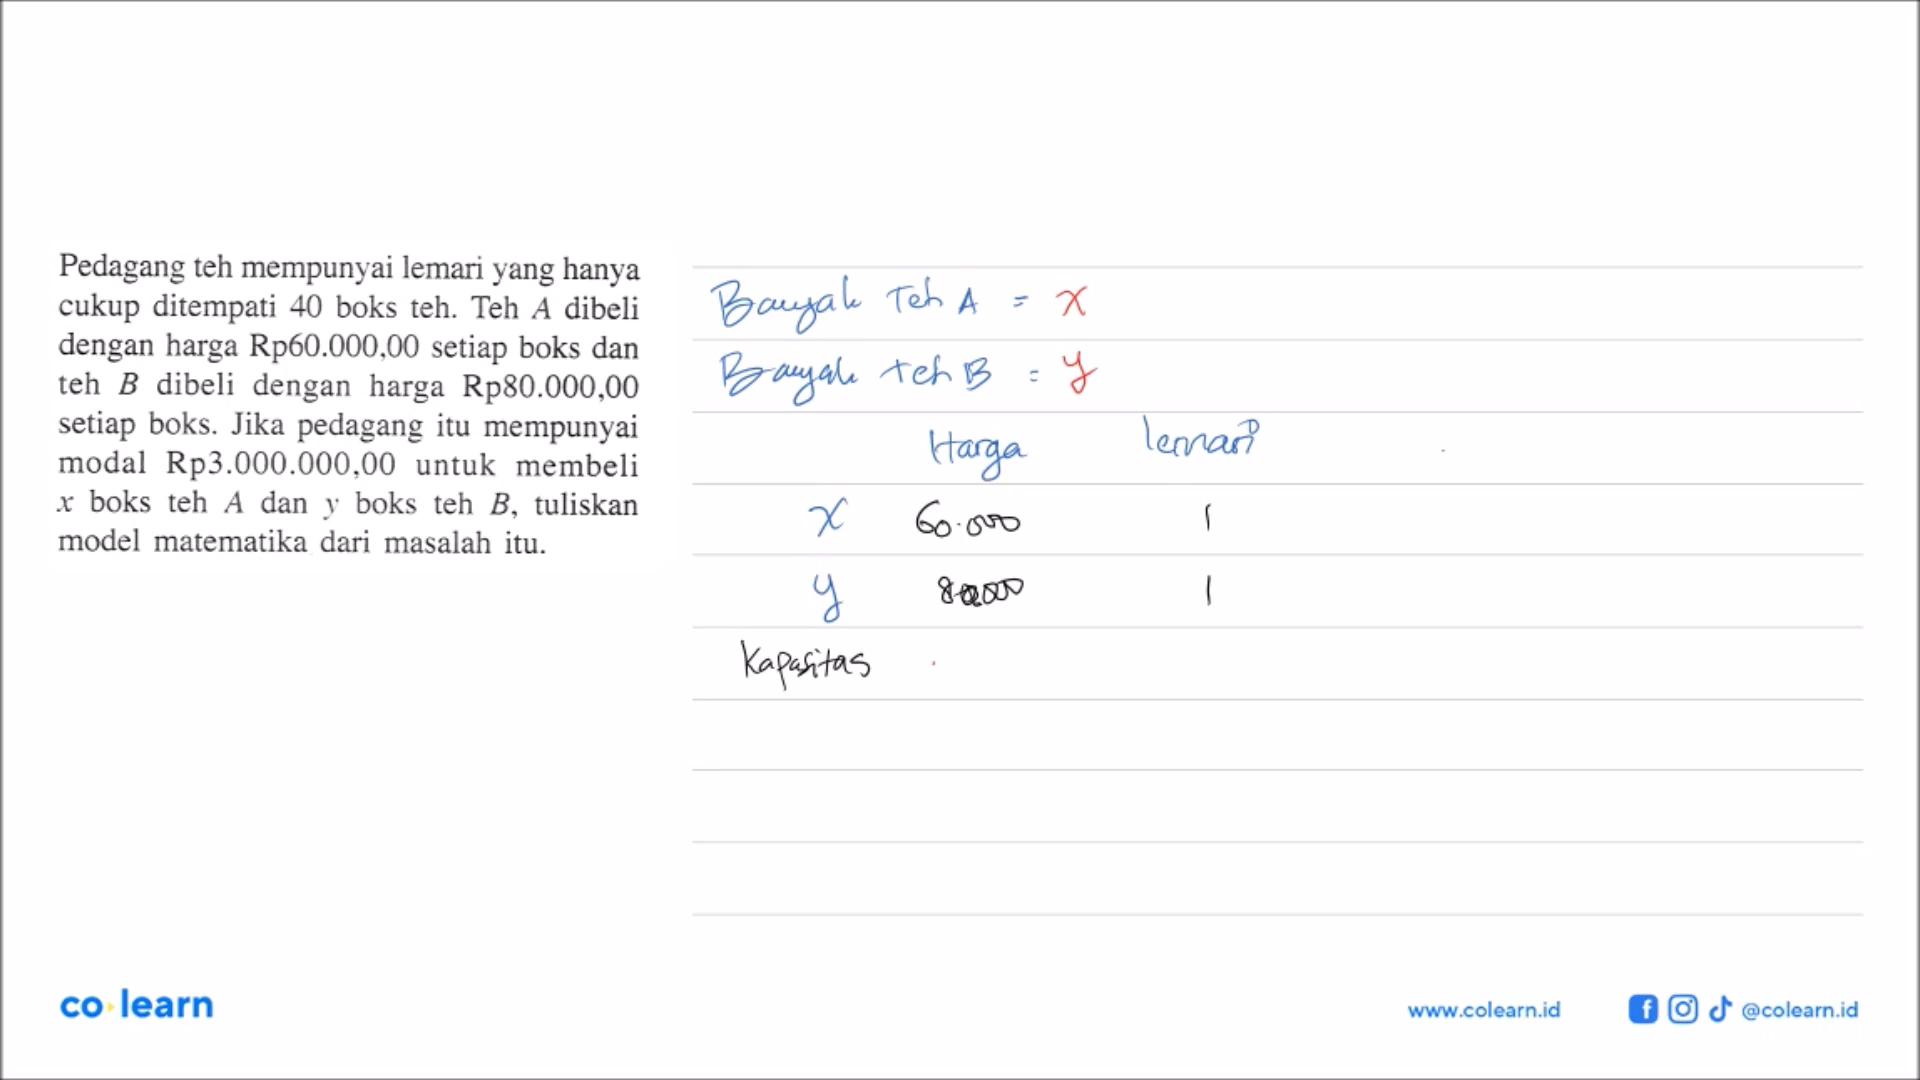 Pedagang teh mempunyai lemari yang hanya
cukup ditempati 40 boks teh. Teh A dibeli
dengan harga Rp60.000,00 setiap boks dan
teh B dibeli dengan harga Rp80.000,00
setiap boks. Jika pedagang itu mempunyai
modal Rp3.000.000,00 untuk membeli
x boks teh A dan y boks teh B, tuliskan
model matematika dari masalah itu.
Banyak Teh A = x
Banyak teh B = y
Harga lemari
x 60.000 1
y 80.000 1
Kapasitas
co learn
www.colearn.id @colearn.id